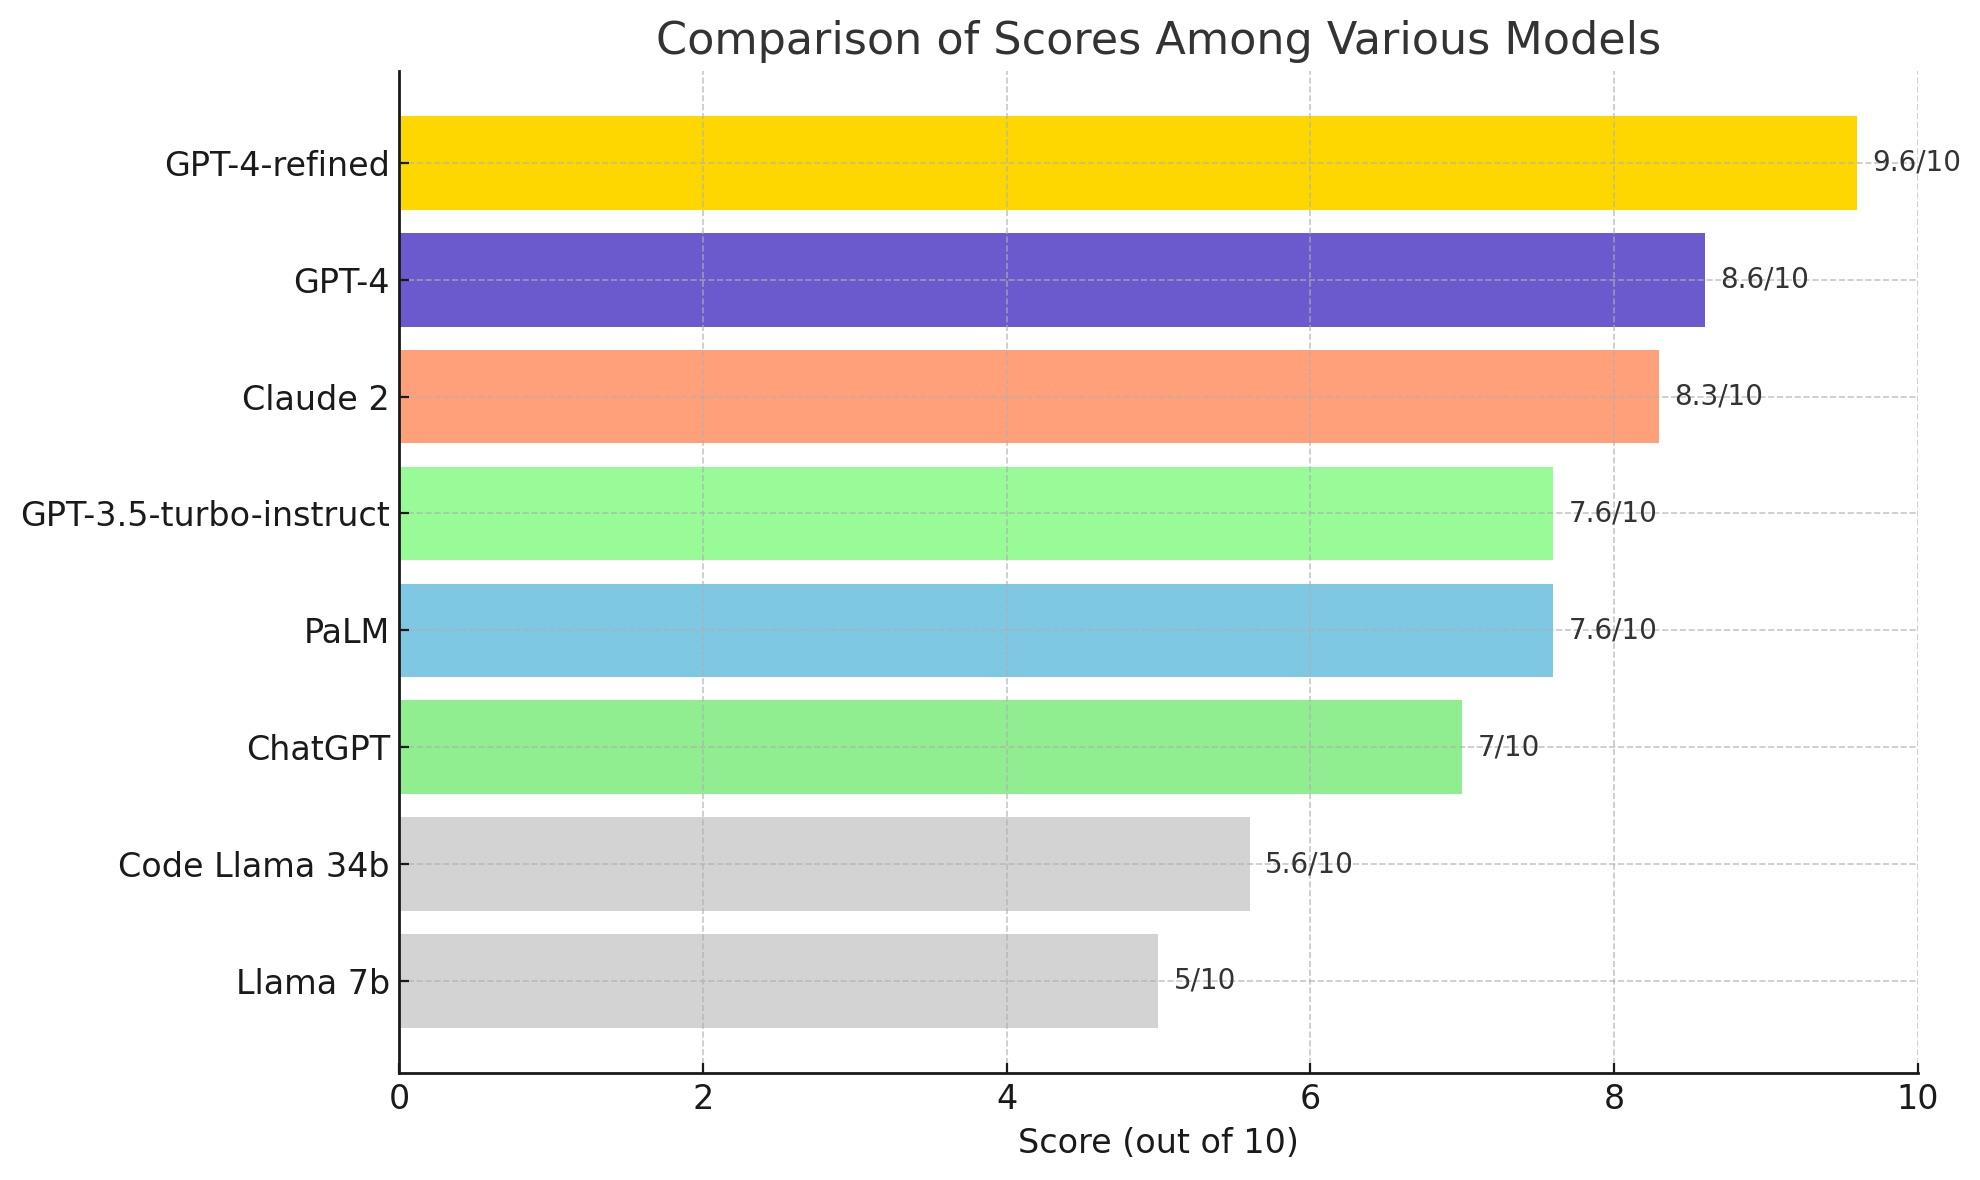 Comparison of Scores Among Various Models
GPT-4-refined
9.6/10
GPT-4
8.6/10
Claude 2
8.3/10
GPT-3.5-turbo-instruct
7.6/10
PaLM
7.6/10
ChatGPT
7/10
Code Llama 34b
5.6/10
Llama 7b
5/10
0 2 4 6 8 10
Score (out of 10)